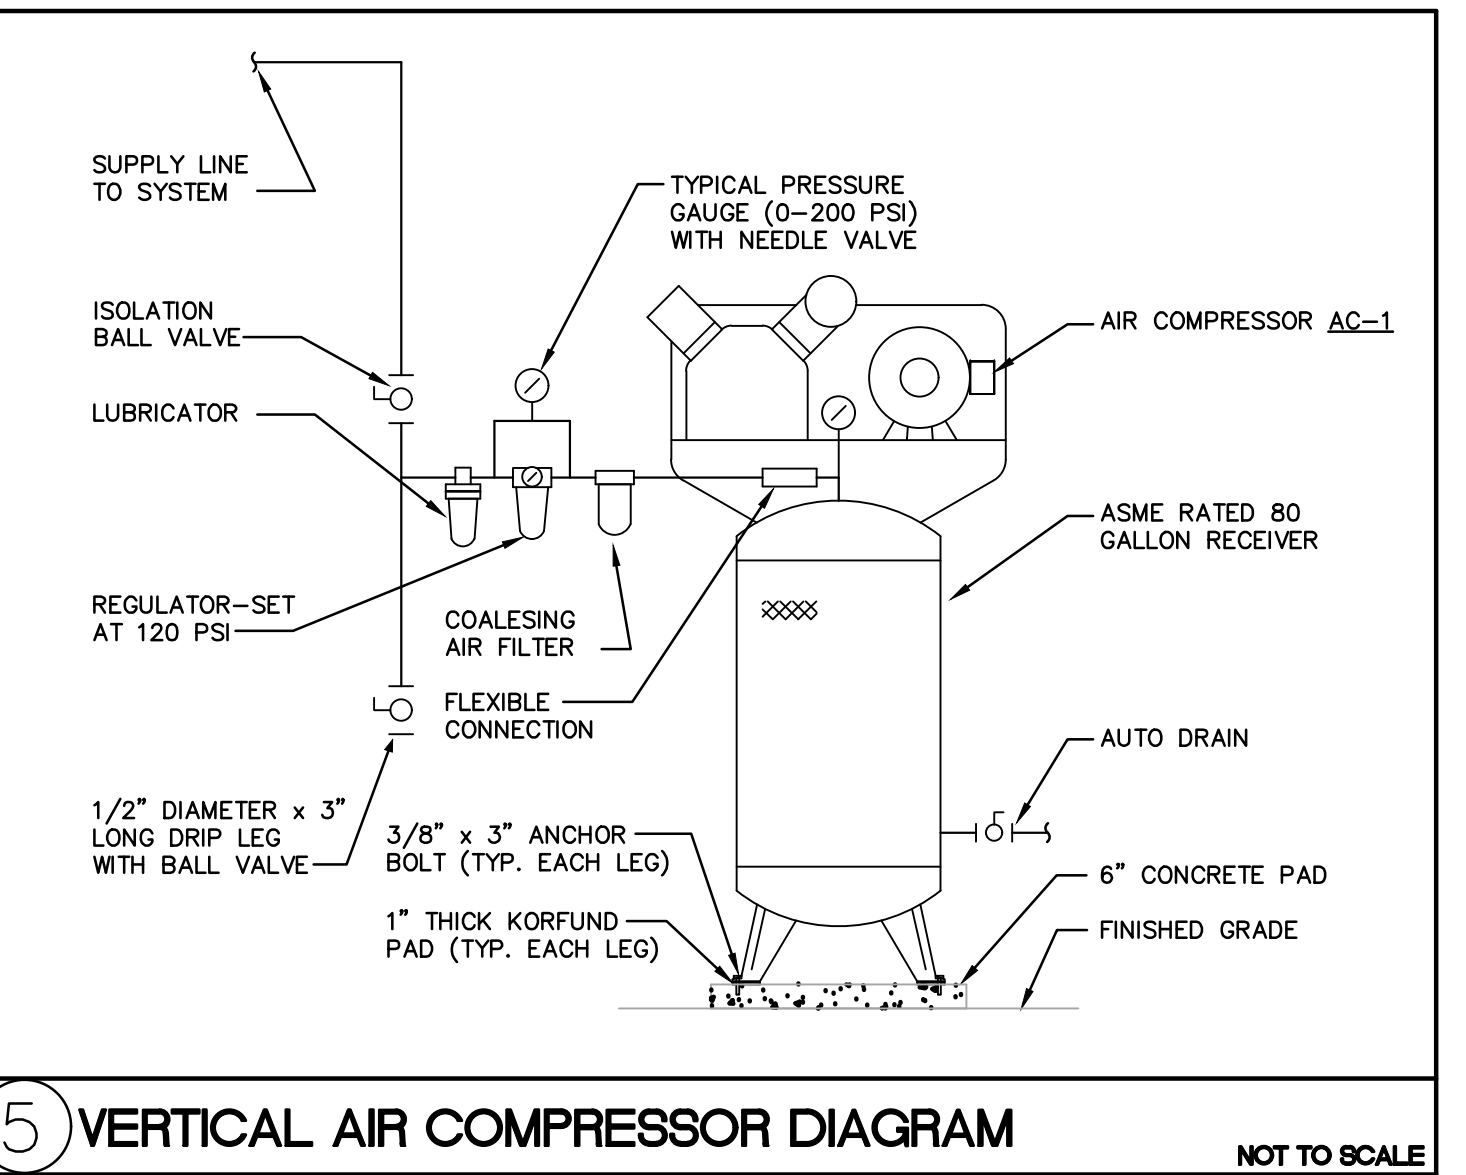 SUPPLY LINE
TO SYSTEM
TYPICAL PRESSURE
GAUGE (0-200 PSI)
WITH NEEDLE VALVE
ISOLATION
BALL VALVE
AIR COMPRESSOR AC-1
LUBRICATOR
ASME RATED 80
GALLON RECEIVER
REGULATOR-SET
AT 120 PSI
COALESING
AIR FILTER
FLEXIBLE
CONNECTION
AUTO DRAIN
1/2" DIAMETER x 3"
LONG DRIP LEG
WITH BALL VALVE
3/8" x 3" ANCHOR
BOLT (TYP. EACH LEG)
6" CONCRETE PAD
1" THICK KORFUND
PAD (TYP. EACH LEG)
FINISHED GRADE
5 VERTICAL AIR COMPRESSOR DIAGRAM
NOT TO SCALE